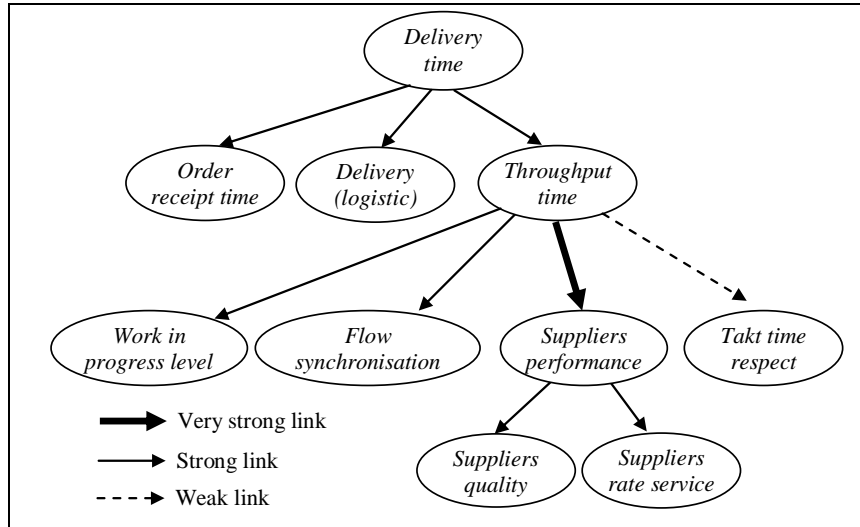 Delivery
time
Order
receipt time
Delivery
(logistic)
Throughput
time
Work in
progress level
Flow
synchronisation
Suppliers
performance
Takt time
respect
Very strong link
Strong link
Weak link
Suppliers
quality
Suppliers
rate service